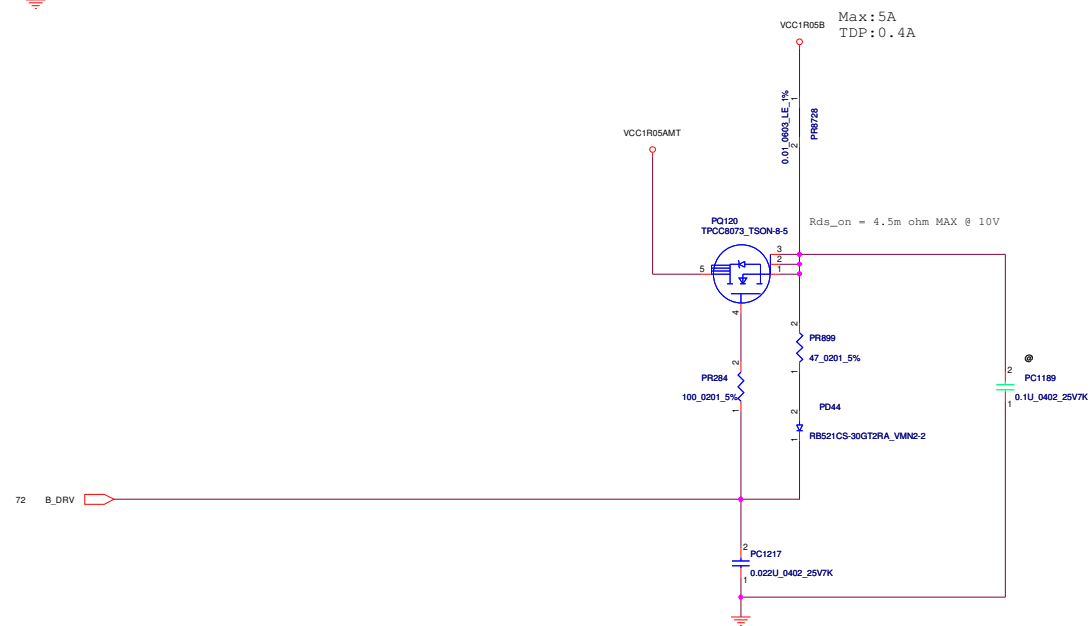 Max:5A
VCC1R05B
TDP:0.4A
1
0.01_0603_LE_1%
PR8728
2
VCC1R05AMT
Rds_on = 4.5m ohm MAX @ 10V
PQ120
TPCC8073_TSON-8-5
3
2
5
1
4
2
PR899
47_0201_5%
1
2
PR284
100_0201_5%
1
@
2
PC1189
0.1U_0402_25V7K
1
2
PD44
RB521CS-30GT2RA_VMN2-2
1
72 B_DRV
2
PC1217
0.022U_0402_25V7K
1